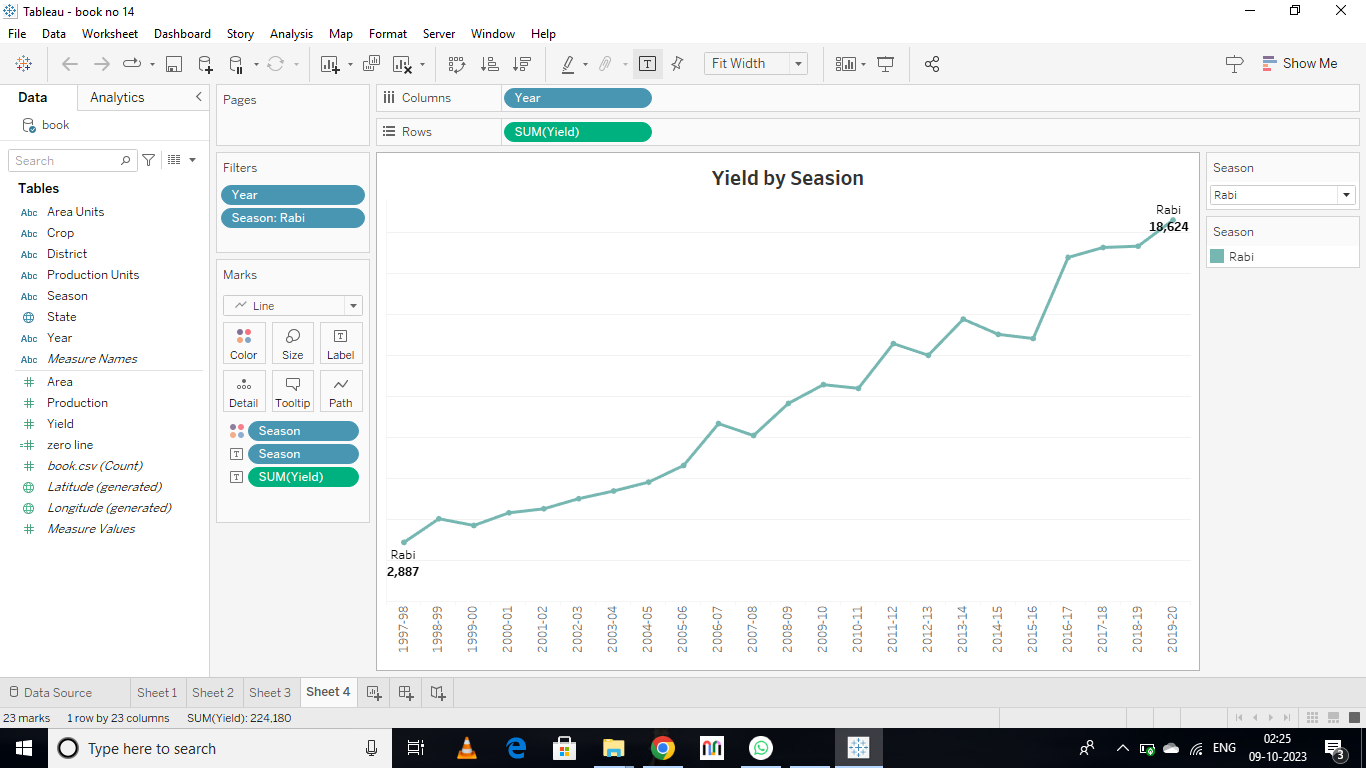 Tableau - book no 14
File Data Worksheet Dashboard Story Analysis Map Format Server Window Help
Fit Width
Show Me
Data Analytics
book
Search
Tables
Abc Area Units
Abc Crop
Abc District
Abc Production Units
Abc Season
State
Abc Year
Abc Measure Names
Area
Production
Yield
zero line
book.csv (Count)
Latitude (generated)
Longitude (generated)
Measure Values
Pages
Filters
Year
Season: Rabi
Marks
Line
Color Size Label
Detail Tooltip Path
Season
Season
SUM(Yield)
Columns Year
Rows SUM(Yield)
Yield by Seasion
Rabi
18,624
Rabi
2,887
1997-98 1998-99 1999-00 2000-01 2001-02 2002-03 2003-04 2004-05 2005-06 2006-07 2007-08 2008-09 2009-10 2010-11 2011-12 2012-13 2013-14 2014-15 2015-16 2016-17 2017-18 2018-19 2019-20
Season
Rabi
Season
Rabi
Data Source Sheet 1 Sheet 2 Sheet 3 Sheet 4
23 marks 1 row by 23 columns SUM(Yield): 224,180
Type here to search
ENG
02:25
09-10-2023
3